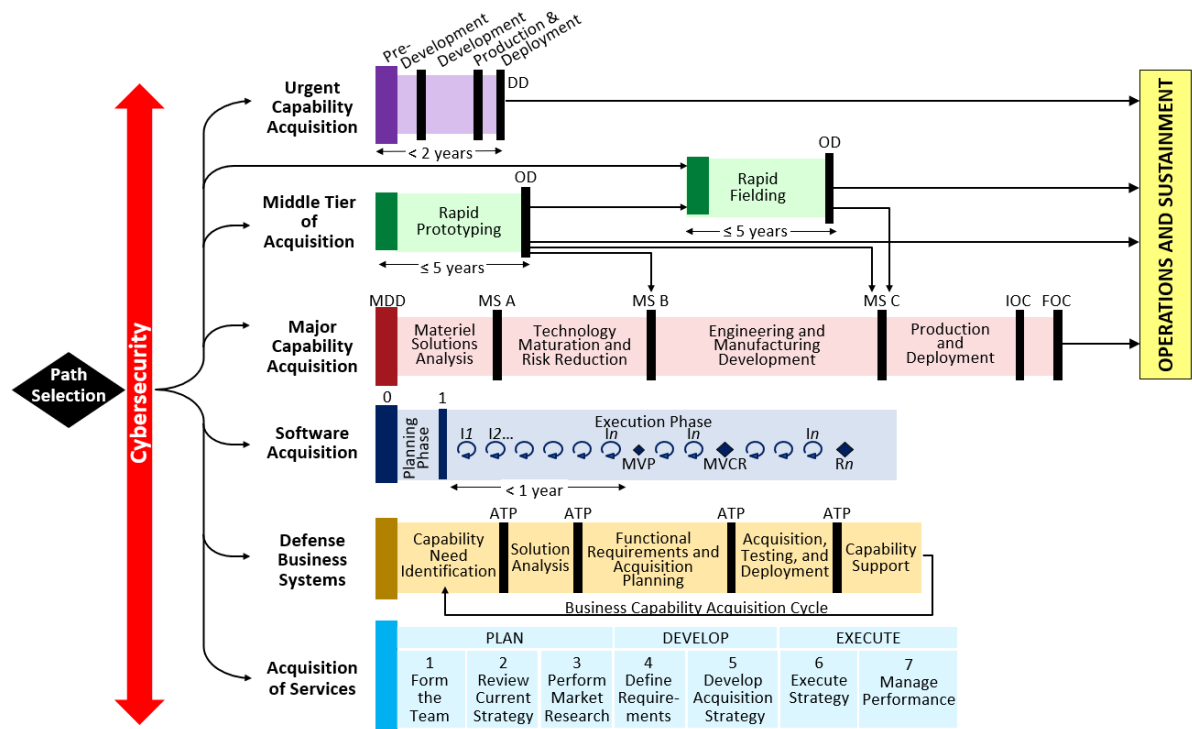 Pre-
Development
Development
Production &
Deployment
DD
Urgent
Capability
Acquisition
< 2 years
OD
Rapid
Fielding
≤ 5 years
OD
Middle Tier
of
Acquisition
Rapid
Prototyping
≤ 5 years
MDD
MS A
MS B
MS C
IOC
FOC
Major
Capability
Acquisition
Materiel
Solutions
Analysis
Technology
Maturation and
Risk Reduction
Engineering and
Manufacturing
Development
Production
and
Deployment
OPERATIONS AND SUSTAINMENT
Path
Selection
Cybersecurity
0
1
Software
Acquisition
Planning
Phase
Execution Phase
I1
I2...
In
In
In
MVP
MVCR
Rn
< 1 year
ATP
ATP
ATP
ATP
Defense
Business
Systems
Capability
Need
Identification
Solution
Analysis
Functional
Requirements and
Acquisition
Planning
Acquisition,
Testing, and
Deployment
Capability
Support
Business Capability Acquisition Cycle
Acquisition
of Services
PLAN
DEVELOP
EXECUTE
1
Form
the
Team
2
Review
Current
Strategy
3
Perform
Market
Research
4
Define
Require-
ments
5
Develop
Acquisition
Strategy
6
Execute
Strategy
7
Manage
Performance